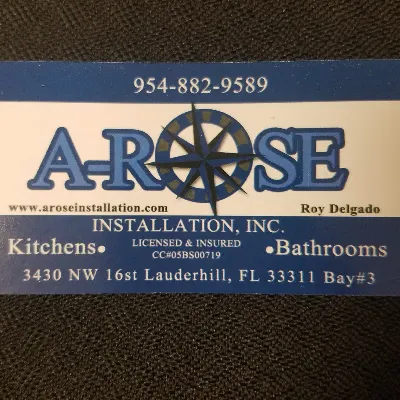 954-882-9589
A-ROSE
www.aroseinstallation.com Roy Delgado
INSTALLATION, INC.
Kitchens• LICENSED & INSURED •Bathrooms
CC#05BS00719
3430 NW 16st Lauderhill, FL 33311 Bay#3